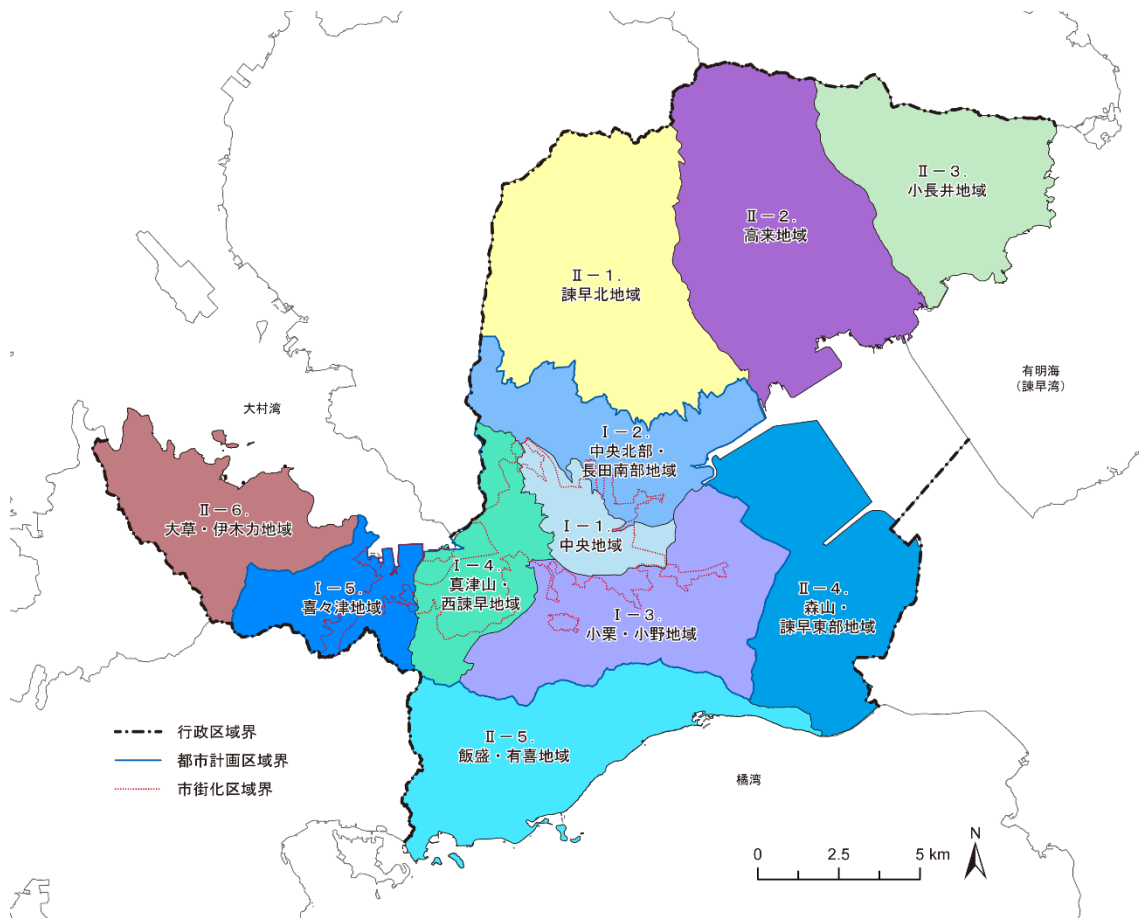 Ⅱ－3.
小長井地域
Ⅱ－2.
高来地域
Ⅱ－1.
諫早北地域
有明海
（諫早湾）
大村湾
Ⅰ－2.
中央北部・
長田南部地域
Ⅱ－6.
大草・伊木力地域
Ⅰ－1.
中央地域
Ⅰ－4.
真津山・
西諫早地域
Ⅰ－5.
喜々津地域
Ⅱ－4.
森山・
諫早東部地域
Ⅰ－3.
小栗・小野地域
Ⅱ－5.
飯盛・有喜地域
行政区域界
都市計画区域界
市街化区域界
橘湾
N
0 2.5 5 km